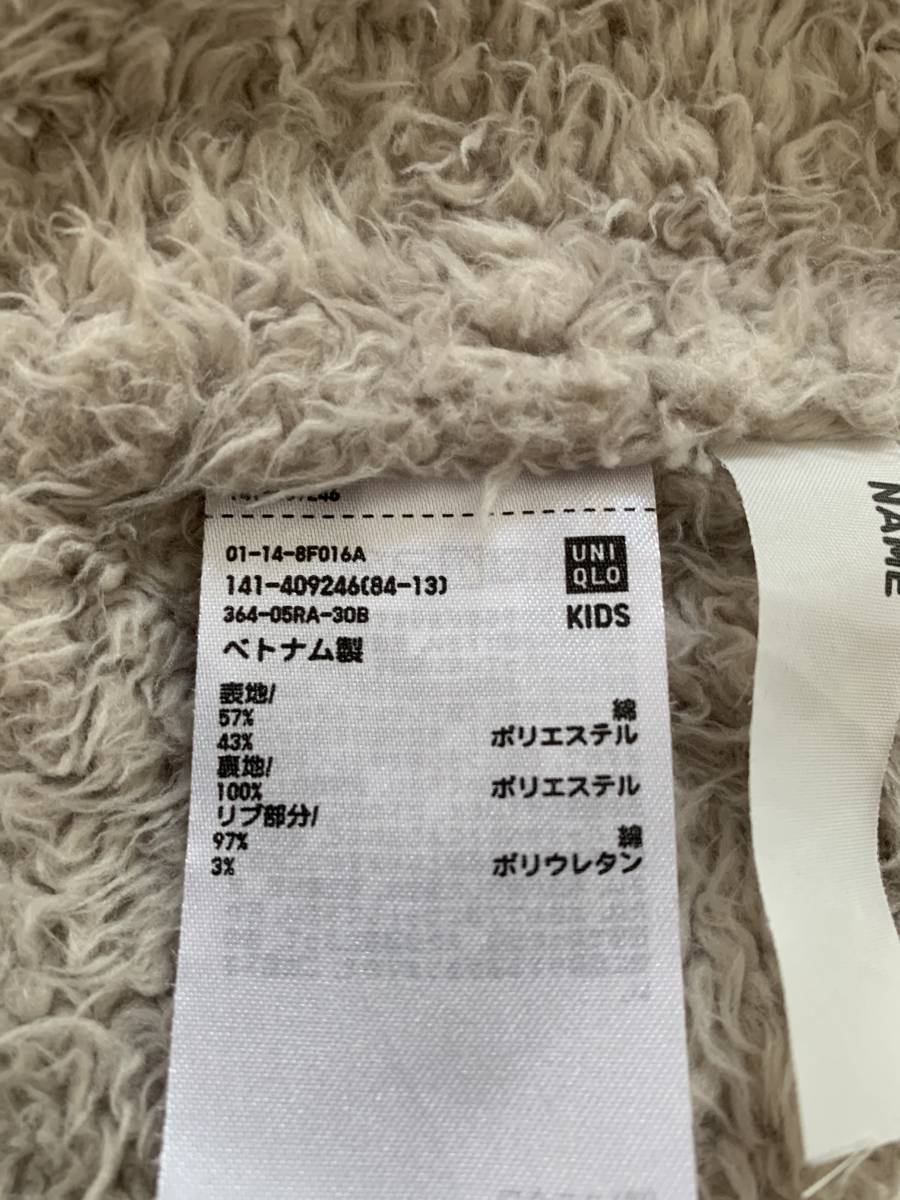 01-14-8F016A
141-409246(84-13)
364-05RA-30B
ベトナム製
UNI
QLO
KIDS
表地/
57% 綿
43% ポリエステル
裏地/
100% ポリエステル
リブ部分/
97% 綿
3% ポリウレタン
NAME